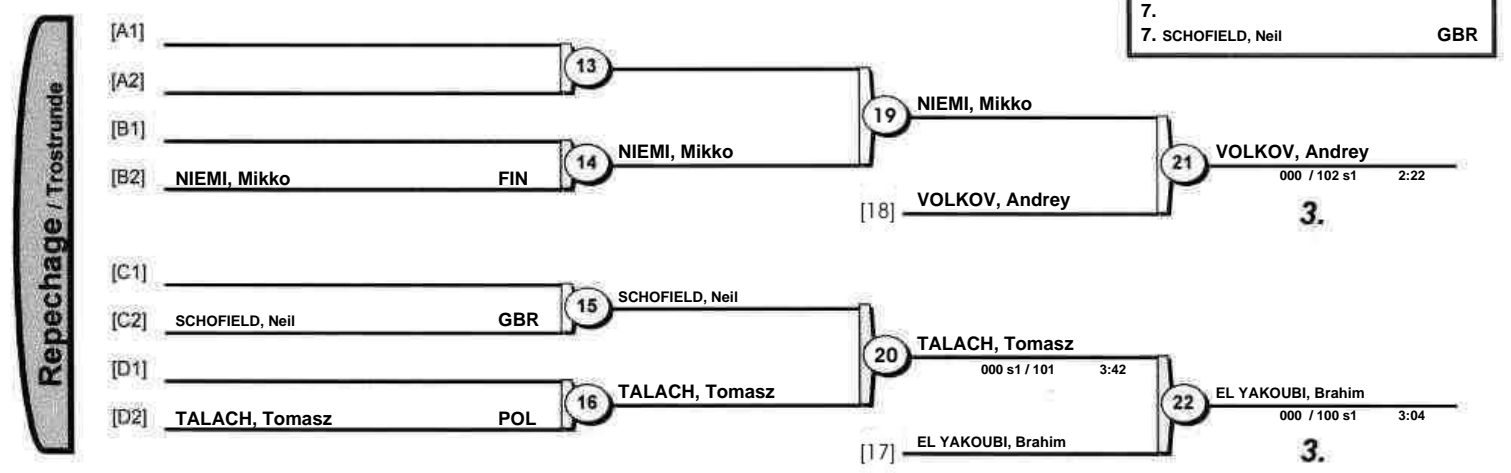 7.
7. SCHOFIELD, Neil GBR
Repechage / Trostrunde
[A1]
13
[A2]
[B1]
19 NIEMI, Mikko
14 NIEMI, Mikko
[B2] NIEMI, Mikko FIN
21 VOLKOV, Andrey
000 / 102 s1 2:22
[18] VOLKOV, Andrey
3.
[C1]
15 SCHOFIELD, Neil
[C2] SCHOFIELD, Neil GBR
20 TALACH, Tomasz
000 s1 / 101 3:42
[D1]
16 TALACH, Tomasz
[D2] TALACH, Tomasz POL
22 EL YAKOUBI, Brahim
000 / 100 s1 3:04
[17] EL YAKOUBI, Brahim
3.